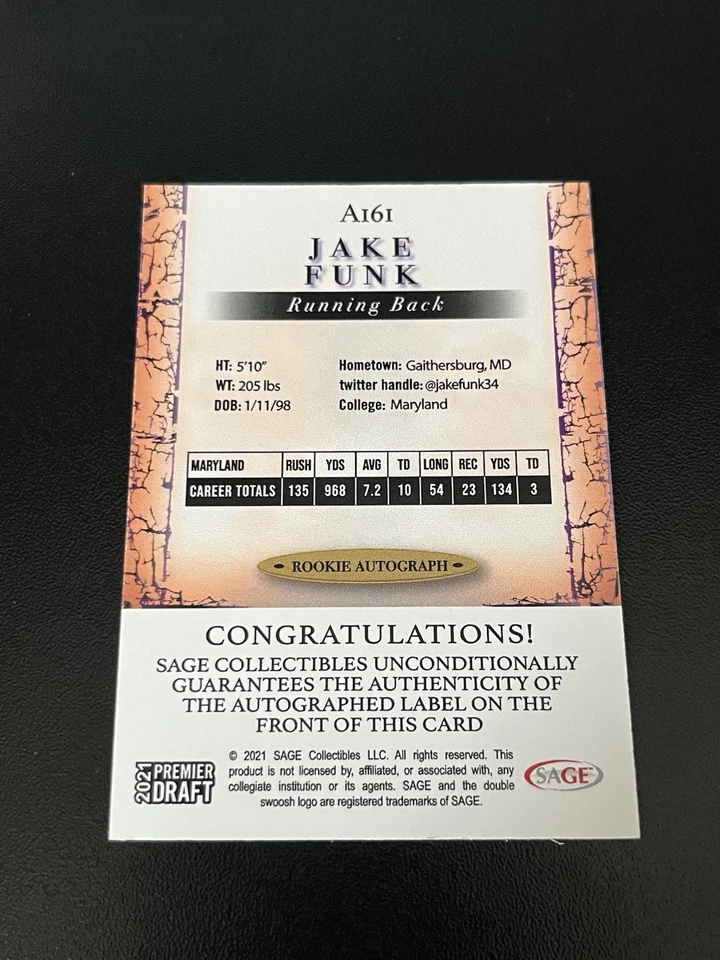 A161
JAKE
FUNK
Running Back
HT: 5'10"
WT: 205 lbs
DOB: 1/11/98
Hometown: Gaithersburg, MD
twitter handle: @jakefunk34
College: Maryland
MARYLAND RUSH YDS AVG TD LONG REC YDS TD
CAREER TOTALS 135 968 7.2 10 54 23 134 3
• ROOKIE AUTOGRAPH •
CONGRATULATIONS!
SAGE COLLECTIBLES UNCONDITIONALLY
GUARANTEES THE AUTHENTICITY OF
THE AUTOGRAPHED LABEL ON THE
FRONT OF THIS CARD
2021 PREMIER
DRAFT
© 2021 SAGE Collectibles LLC. All rights reserved. This
product is not licensed by, affiliated, or associated with, any
collegiate institution or its agents. SAGE and the double
swoosh logo are registered trademarks of SAGE.
SAGE™